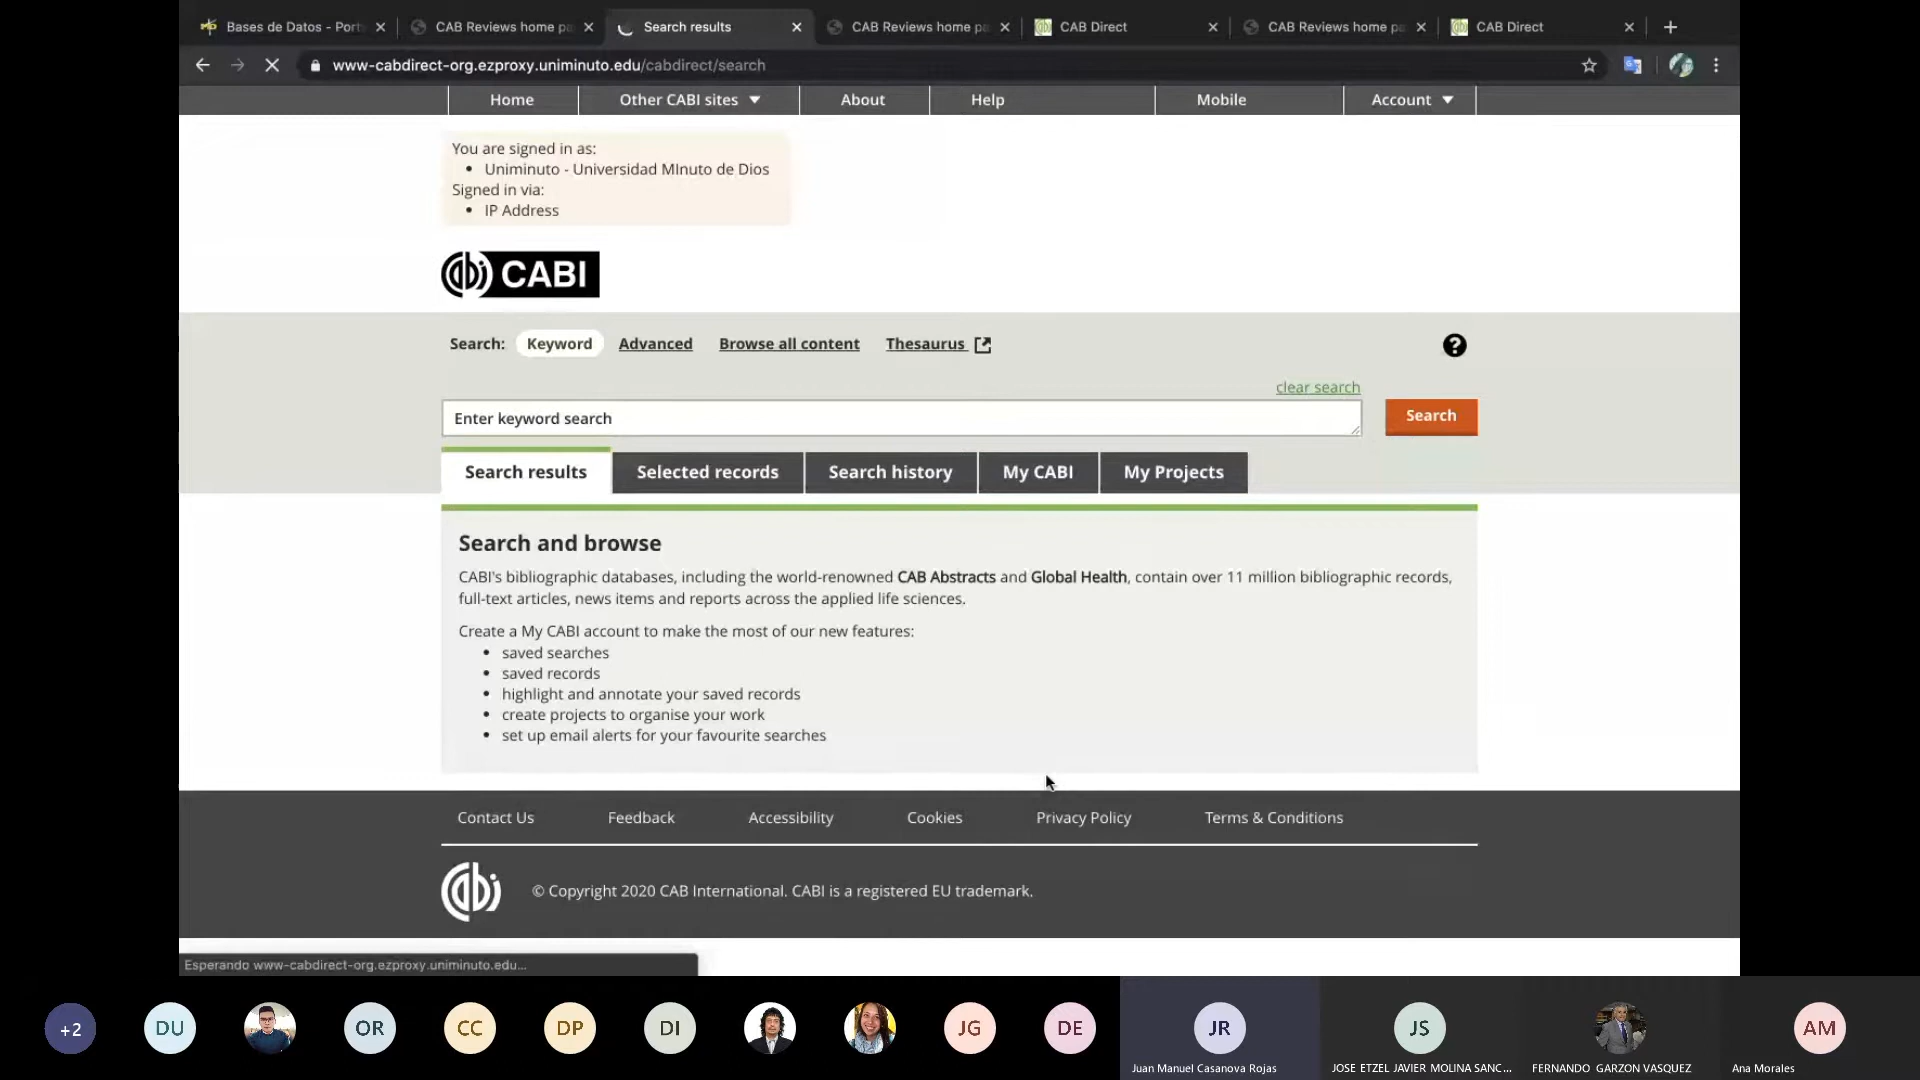 Bases de Datos - Port
CAB Reviews home pa
Search results
CAB Reviews home pa
CAB Direct
CAB Reviews home pa
CAB Direct
www-cabdirect-org.ezproxy.uniminuto.edu/cabdirect/search
Home
Other CABI sites
About
Help
Mobile
Account
You are signed in as:
Uniminuto - Universidad MInuto de Dios
Signed in via:
IP Address
CABI
Search: Keyword Advanced Browse all content Thesaurus
?
clear search
Enter keyword search
Search
Search results
Selected records
Search history
My CABI
My Projects
Search and browse
CABI's bibliographic databases, including the world-renowned CAB Abstracts and Global Health, contain over 11 million bibliographic records,
full-text articles, news items and reports across the applied life sciences.
Create a My CABI account to make the most of our new features:
saved searches
saved records
highlight and annotate your saved records
create projects to organise your work
set up email alerts for your favourite searches
Contact Us
Feedback
Accessibility
Cookies
Privacy Policy
Terms & Conditions
cabi
© Copyright 2020 CAB International. CABI is a registered EU trademark.
Esperando www-cabdirect-org.ezproxy.uniminuto.edu...
+2
DU
OR
CC
DP
DI
JG
DE
JR
JS
AM
Juan Manuel Casanova Rojas
JOSE ETZEL JAVIER MOLINA SANC...
FERNANDO GARZON VASQUEZ
Ana Morales